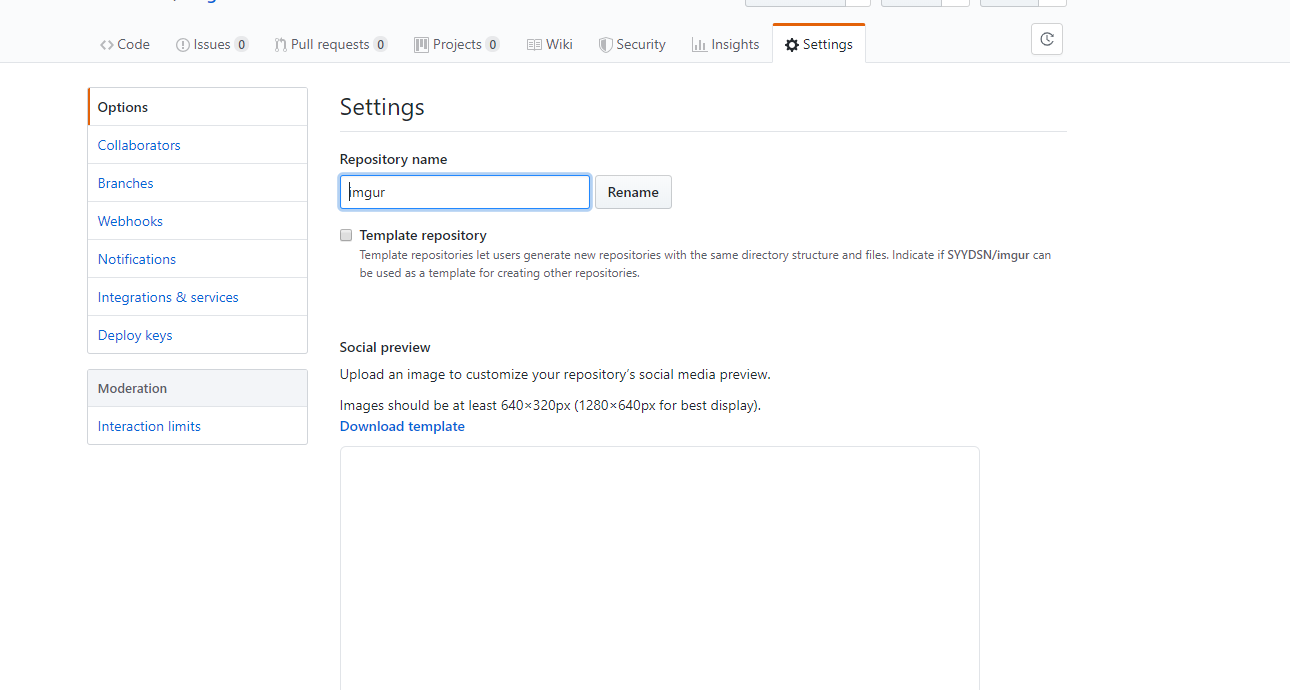 Code Issues 0 Pull requests 0 Projects 0 Wiki Security Insights Settings
Options
Collaborators
Branches
Webhooks
Notifications
Integrations & services
Deploy keys
Moderation
Interaction limits
Settings
Repository name
imgur Rename
Template repository
Template repositories let users generate new repositories with the same directory structure and files. Indicate if SYYDSN/imgur can
be used as a template for creating other repositories.
Social preview
Upload an image to customize your repository’s social media preview.
Images should be at least 640×320px (1280×640px for best display).
Download template